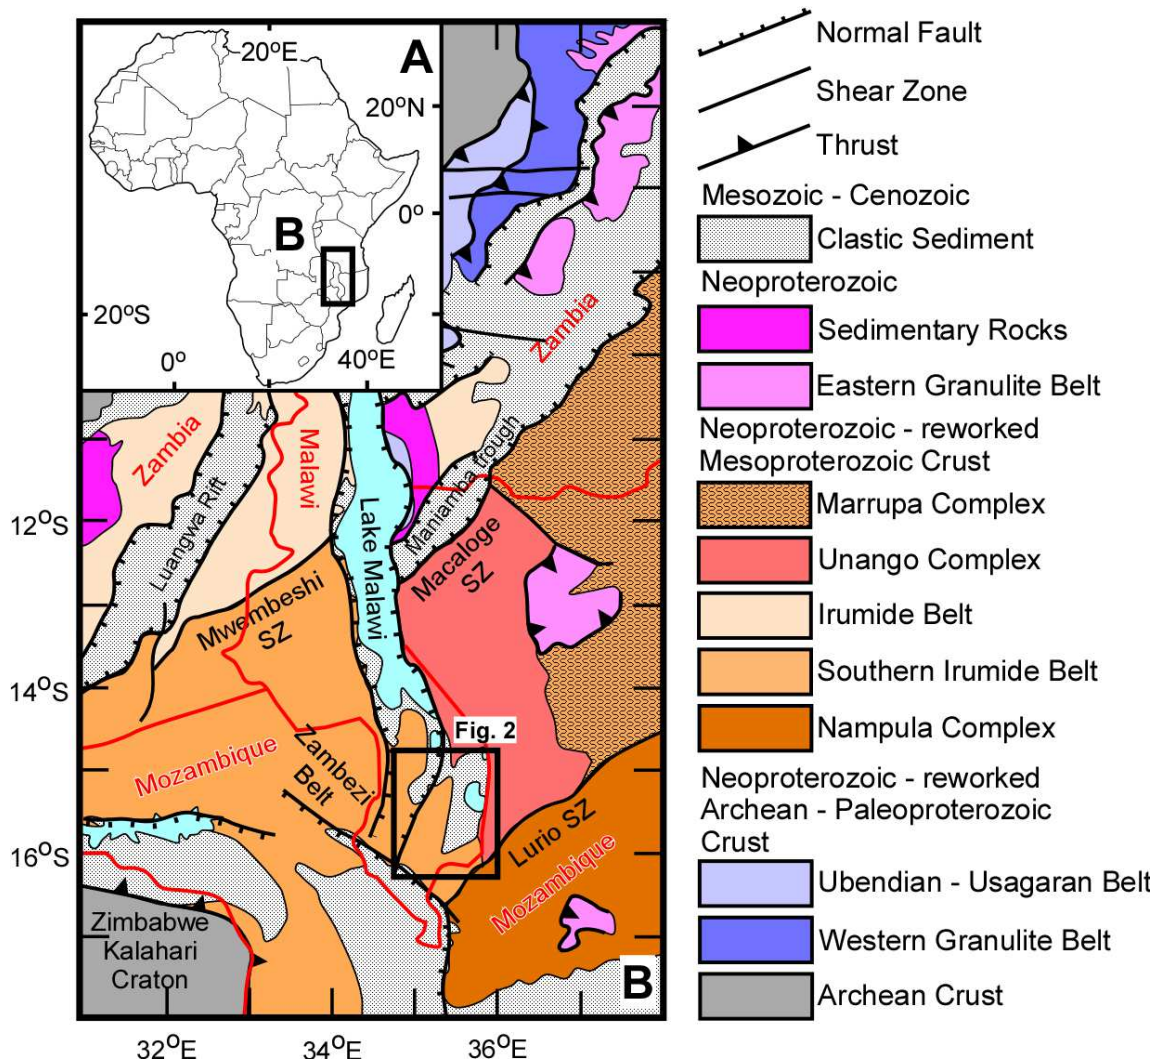 A
20°E
20°N
0°
B
20°S
0°
40°E
Zambia
Zambia
Malawi
Luangwa Rift
Lake Malawi
Maniamba trough
Macaloge
SZ
Mwembeshi
SZ
Fig. 2
Mozambique
Zambezi
Belt
Lurio SZ
Mozambique
Zimbabwe
Kalahari
Craton
B
12°S
14°S
16°S
32°E
34°E
36°E
Normal Fault
Shear Zone
Thrust
Mesozoic - Cenozoic
Clastic Sediment
Neoproterozoic
Sedimentary Rocks
Eastern Granulite Belt
Neoproterozoic - reworked
Mesoproterozoic Crust
Marrupa Complex
Unango Complex
Irumide Belt
Southern Irumide Belt
Nampula Complex
Neoproterozoic - reworked
Archean - Paleoproterozoic
Crust
Ubendian - Usagaran Belt
Western Granulite Belt
Archean Crust